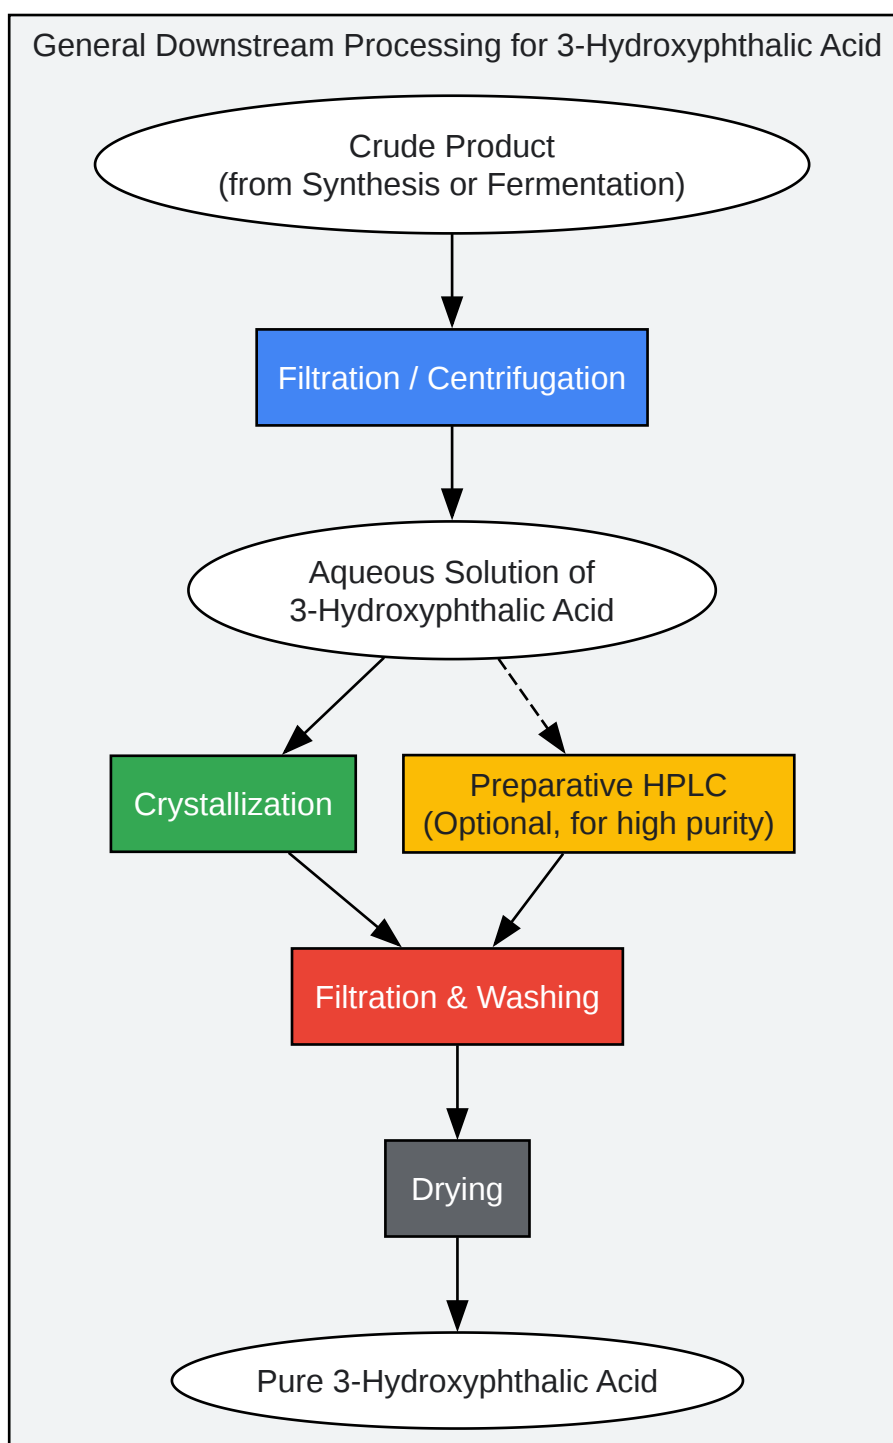 General Downstream Processing for 3-Hydroxyphthalic Acid
Crude Product
(from Synthesis or Fermentation)
Filtration / Centrifugation
Aqueous Solution of
3-Hydroxyphthalic Acid
Crystallization
Preparative HPLC
(Optional, for high purity)
Filtration & Washing
Drying
Pure 3-Hydroxyphthalic Acid